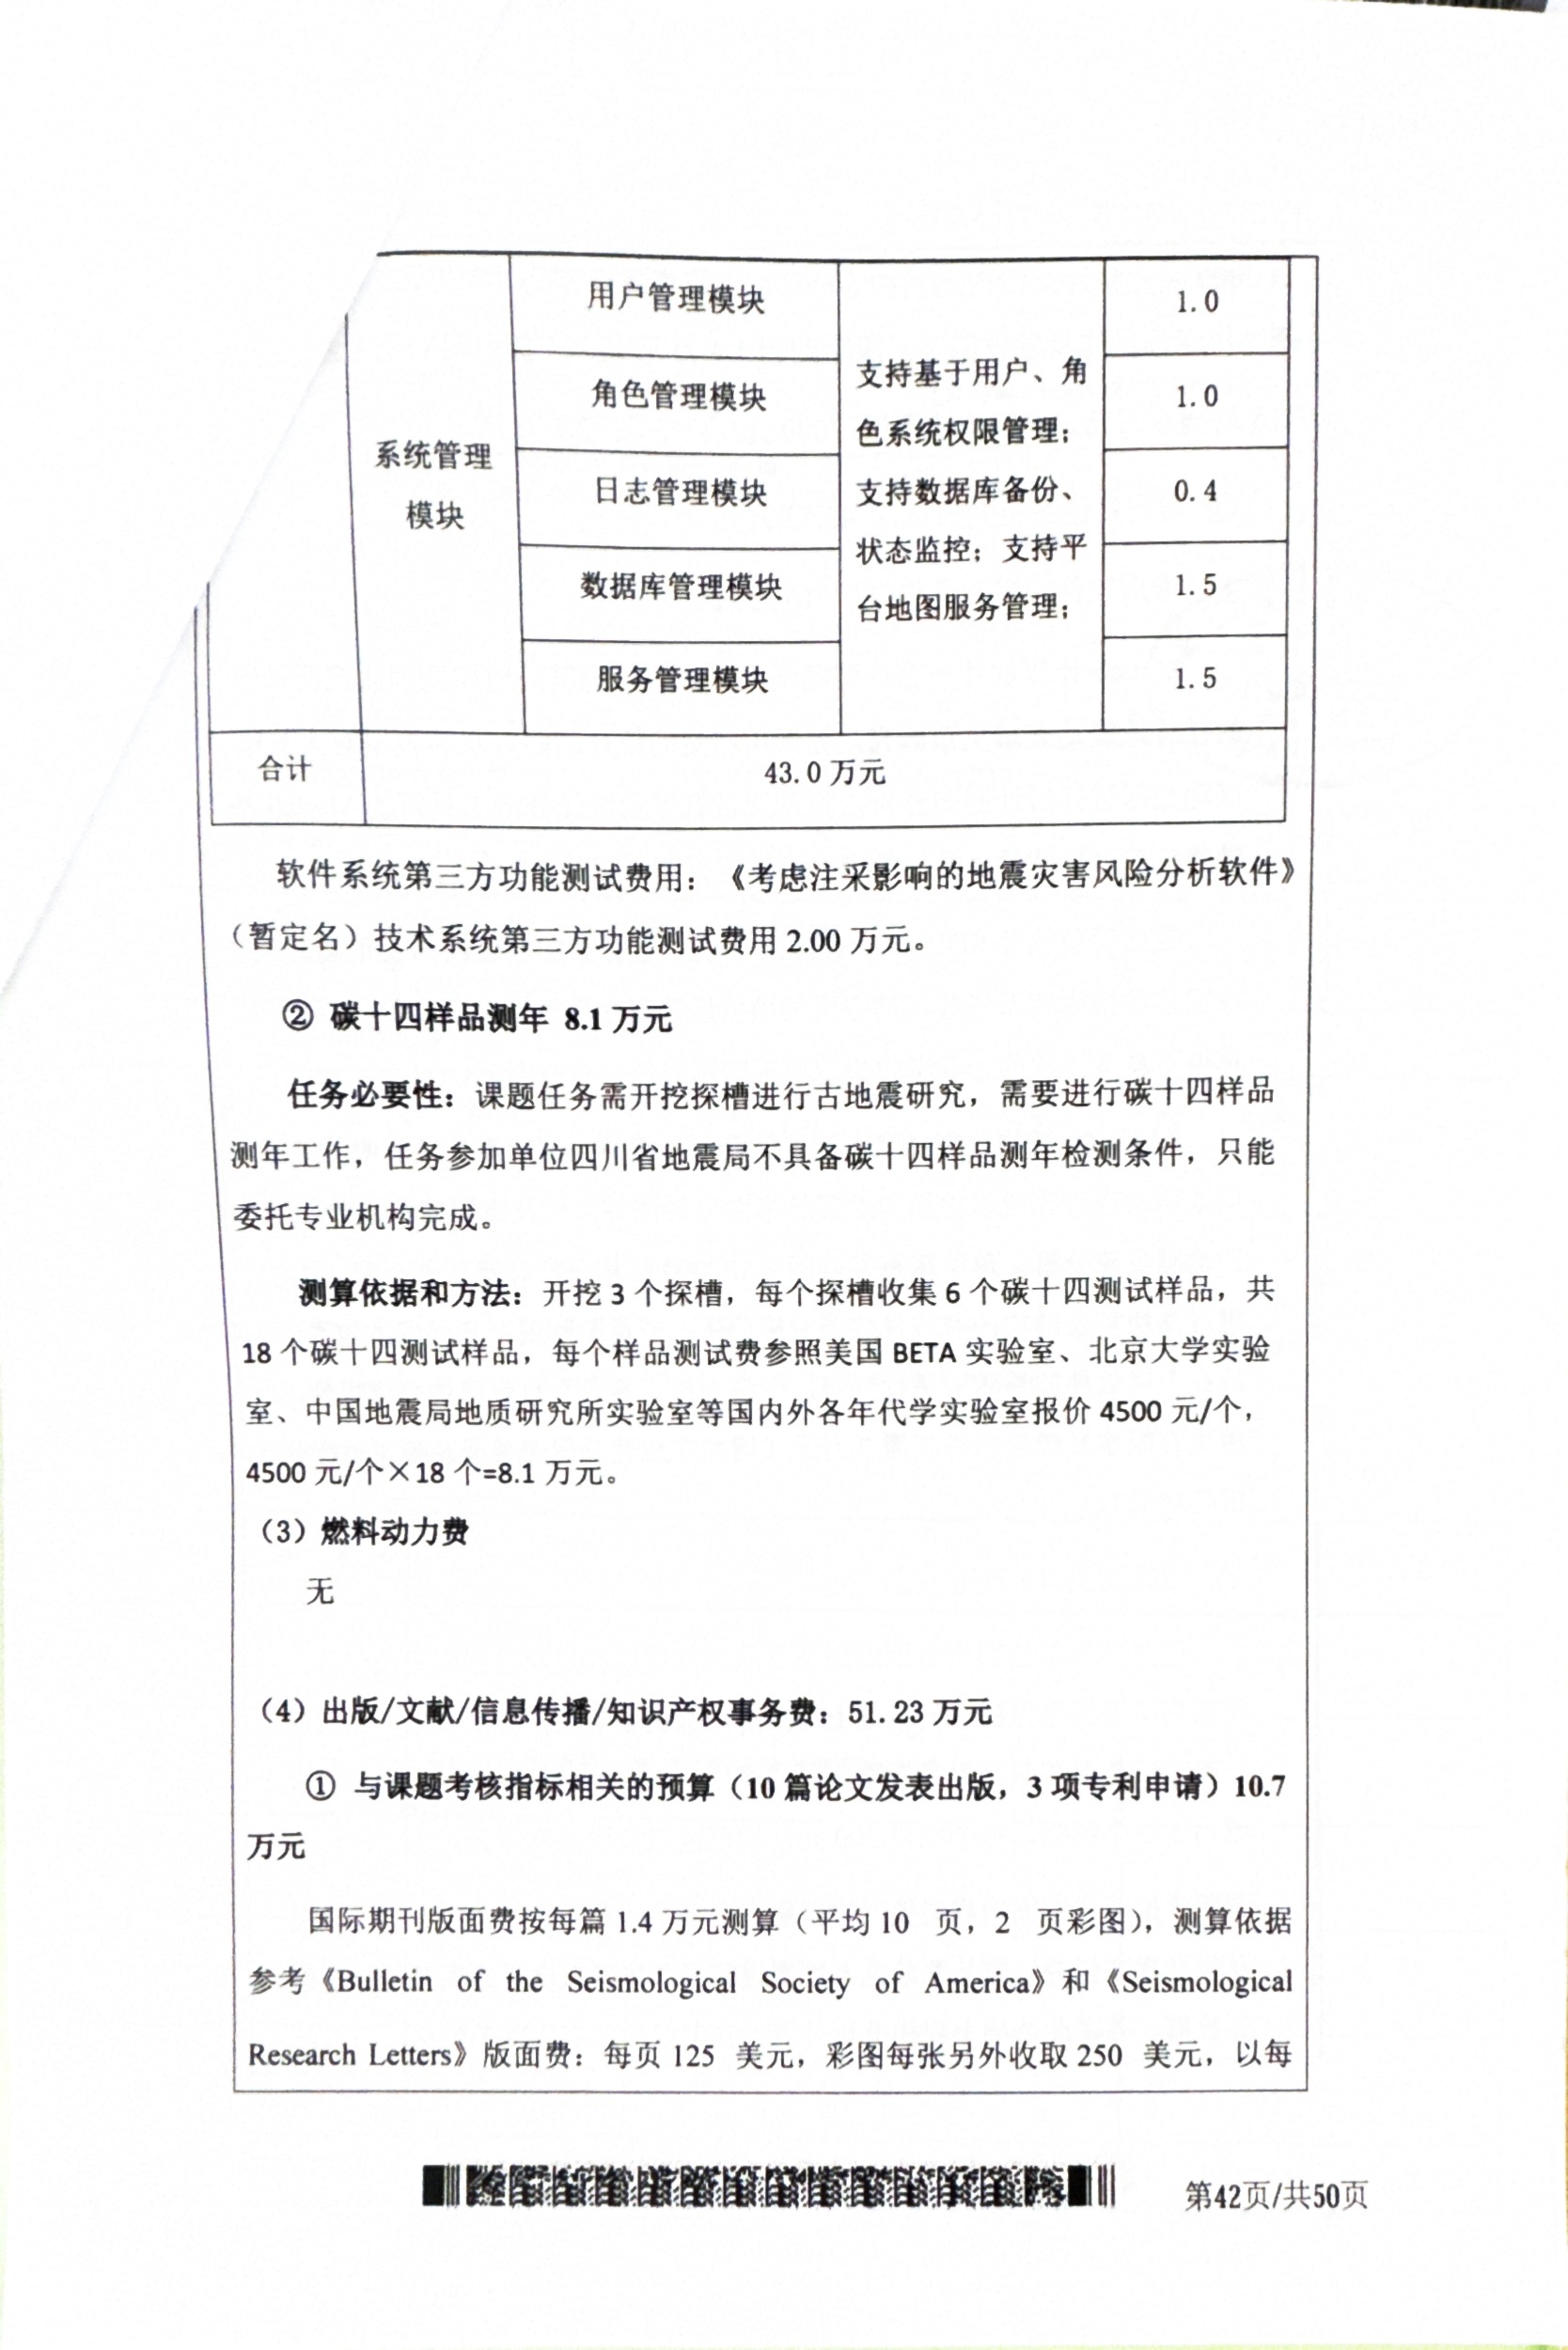 用户管理模块
1.0
角色管理模块
支持基于用户、角
1.0
色系统权限管理；
系统管理
模块
日志管理模块
支持数据库备份、
0.4
状态监控；支持平
数据库管理模块
1.5
台地图服务管理；
服务管理模块
1.5
合计
43.0 万元
软件系统第三方功能测试费用：《考虑注采影响的地震灾害风险分析软件》
（暂定名）技术系统第三方功能测试费用 2.00 万元。
② 碳十四样品测年 8.1 万元
任务必要性：课题任务需开挖探槽进行古地震研究，需要进行碳十四样品
测年工作，任务参加单位四川省地震局不具备碳十四样品测年检测条件，只能
委托专业机构完成。
测算依据和方法：开挖 3 个探槽，每个探槽收集 6 个碳十四测试样品，共
18 个碳十四测试样品，每个样品测试费参照美国 BETA 实验室、北京大学实验
室、中国地震局地质研究所实验室等国内外各年代学实验室报价 4500 元/个，
4500 元/个×18 个=8.1 万元。
（3）燃料动力费
无
（4）出版/文献/信息传播/知识产权事务费：51.23 万元
① 与课题考核指标相关的预算（10 篇论文发表出版，3 项专利申请）10.7
万元
国际期刊版面费按每篇 1.4 万元测算（平均 10 页，2 页彩图），测算依据
参考《Bulletin of the Seismological Society of America》和《Seismological
Research Letters》版面费：每页 125 美元，彩图每张另外收取 250 美元，以每
第42页/共50页